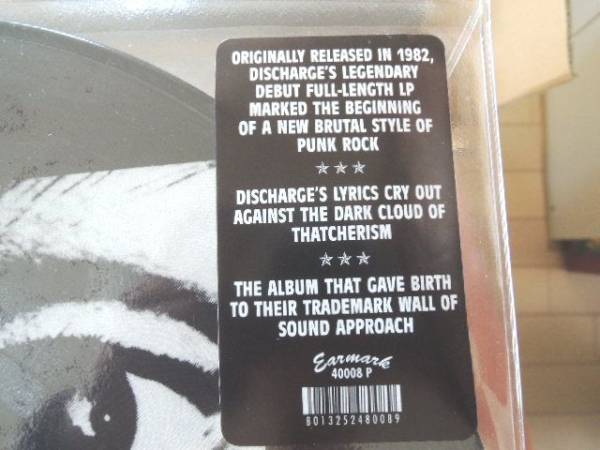 ORIGINALLY RELEASED IN 1982,
DISCHARGE'S LEGENDARY
DEBUT FULL-LENGTH LP
MARKED THE BEGINNING
OF A NEW BRUTAL STYLE OF
PUNK ROCK
★★★
DISCHARGE'S LYRICS CRY OUT
AGAINST THE DARK CLOUD OF
THATCHERISM
★★★
THE ALBUM THAT GAVE BIRTH
TO THEIR TRADEMARK WALL OF
SOUND APPROACH
Earmark
40008 P
8013252480089